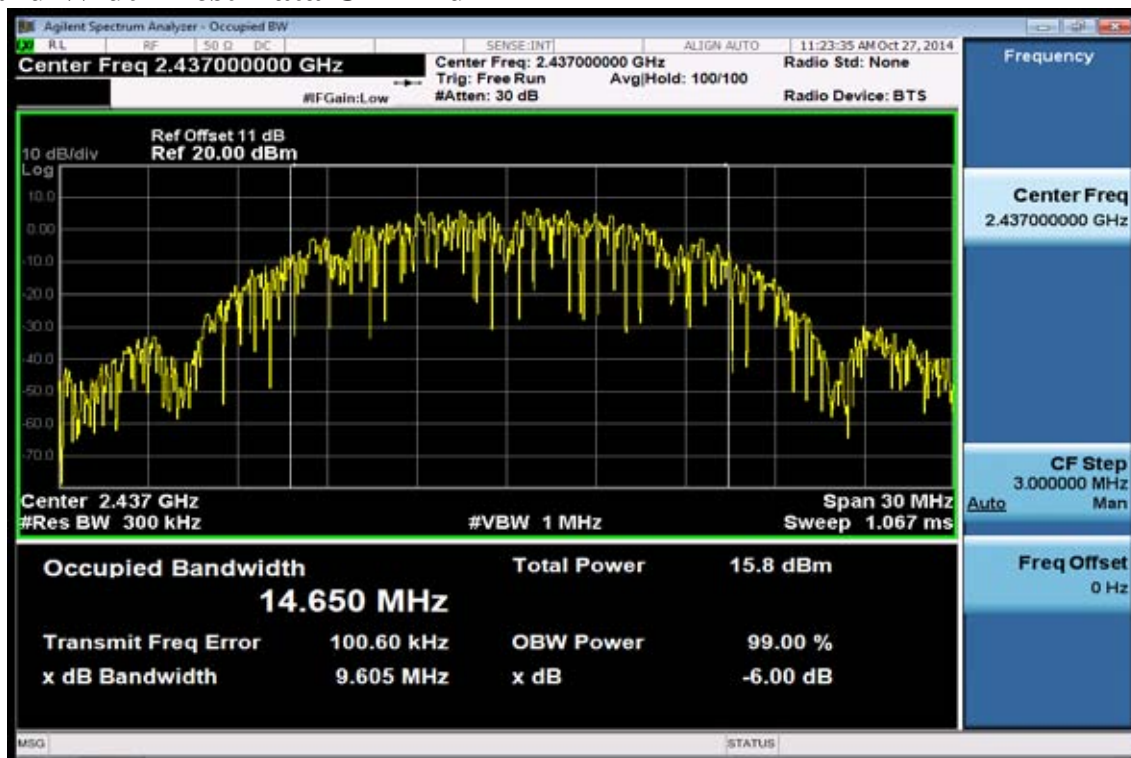 Agilent Spectrum Analyzer - Occupied BW
RL RF 50 Ω DC SENSE:INT ALIGN AUTO 11:23:35 AM Oct 27, 2014
Center Freq 2.437000000 GHz
Center Freq: 2.437000000 GHz
Radio Std: None
Trig: Free Run
Avg|Hold: 100/100
#IFGain:Low
#Atten: 30 dB
Radio Device: BTS
Ref Offset 11 dB
10 dB/div
Ref 20.00 dBm
Log
10.0
0.00
-10.0
-20.0
-30.0
-40.0
-50.0
-60.0
-70.0
Center 2.437 GHz
Span 30 MHz
#Res BW 300 kHz
#VBW 1 MHz
Sweep 1.067 ms
Occupied Bandwidth
Total Power 15.8 dBm
14.650 MHz
Transmit Freq Error 100.60 kHz
OBW Power 99.00 %
x dB Bandwidth 9.605 MHz
x dB -6.00 dB
MSG
STATUS
Frequency
Center Freq
2.437000000 GHz
CF Step
3.000000 MHz
Auto Man
Freq Offset
0 Hz